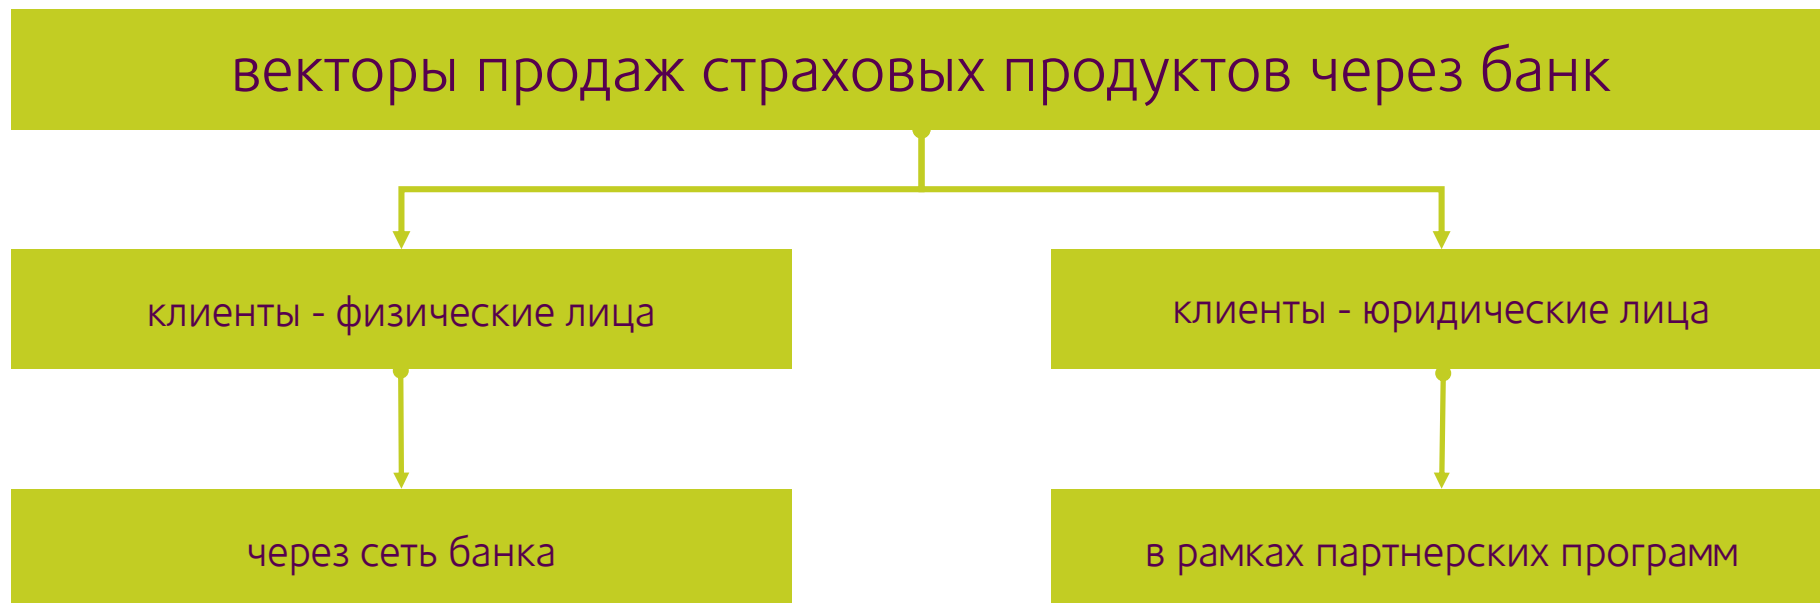 векторы продаж страховых продуктов через банк
клиенты - физические лица
клиенты - юридические лица
через сеть банка
в рамках партнерских программ